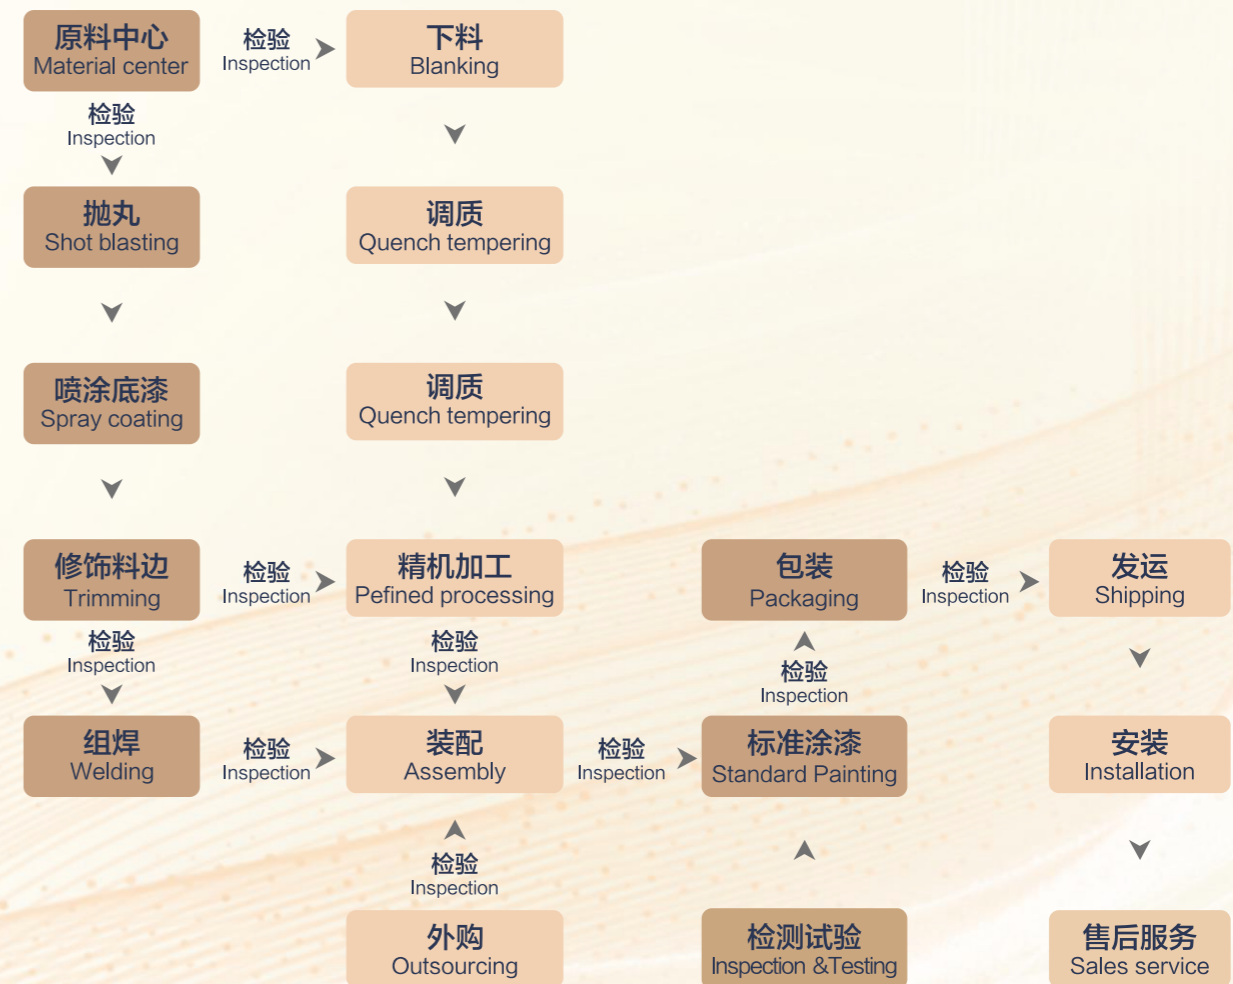 原料中心
Material center
检验
Inspection
下料
Blanking
检验
Inspection
抛丸
Shot blasting
调质
Quench tempering
喷涂底漆
Spray coating
调质
Quench tempering
修饰料边
Trimming
检验
Inspection
精机加工
Pefined processing
包装
Packaging
检验
Inspection
发运
Shipping
检验
Inspection
检验
Inspection
检验
Inspection
组焊
Welding
检验
Inspection
装配
Assembly
检验
Inspection
标准涂漆
Standard Painting
安装
Installation
检验
Inspection
外购
Outsourcing
检测试验
Inspection &Testing
售后服务
Sales service